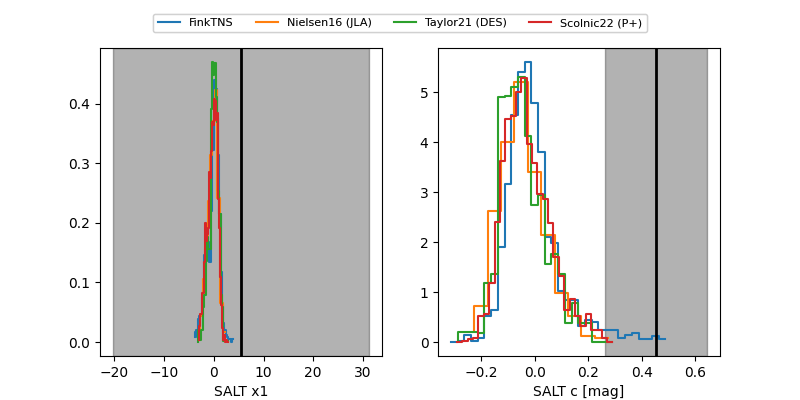 FinkTNS Nielsen16 (JLA) Taylor21 (DES) Scolnic22 (P+)
0.4
0.3
0.2
0.1
0.0
−20 −10 0 10 20 30
SALT x1
5
4
3
2
1
0
−0.2 0.0 0.2 0.4 0.6
SALT c [mag]